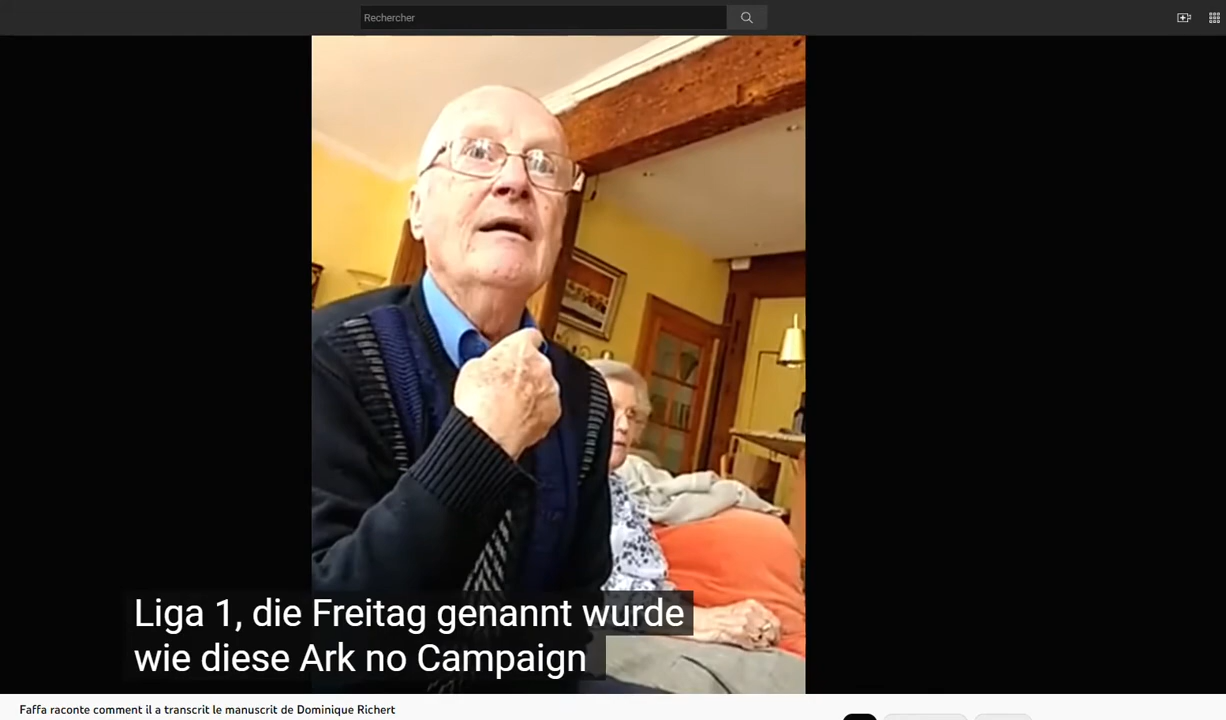 Rechercher
Liga 1, die Freitag genannt wurde
wie diese Ark no Campaign
Faffa raconte comment il a transcrit le manuscrit de Dominique Richert